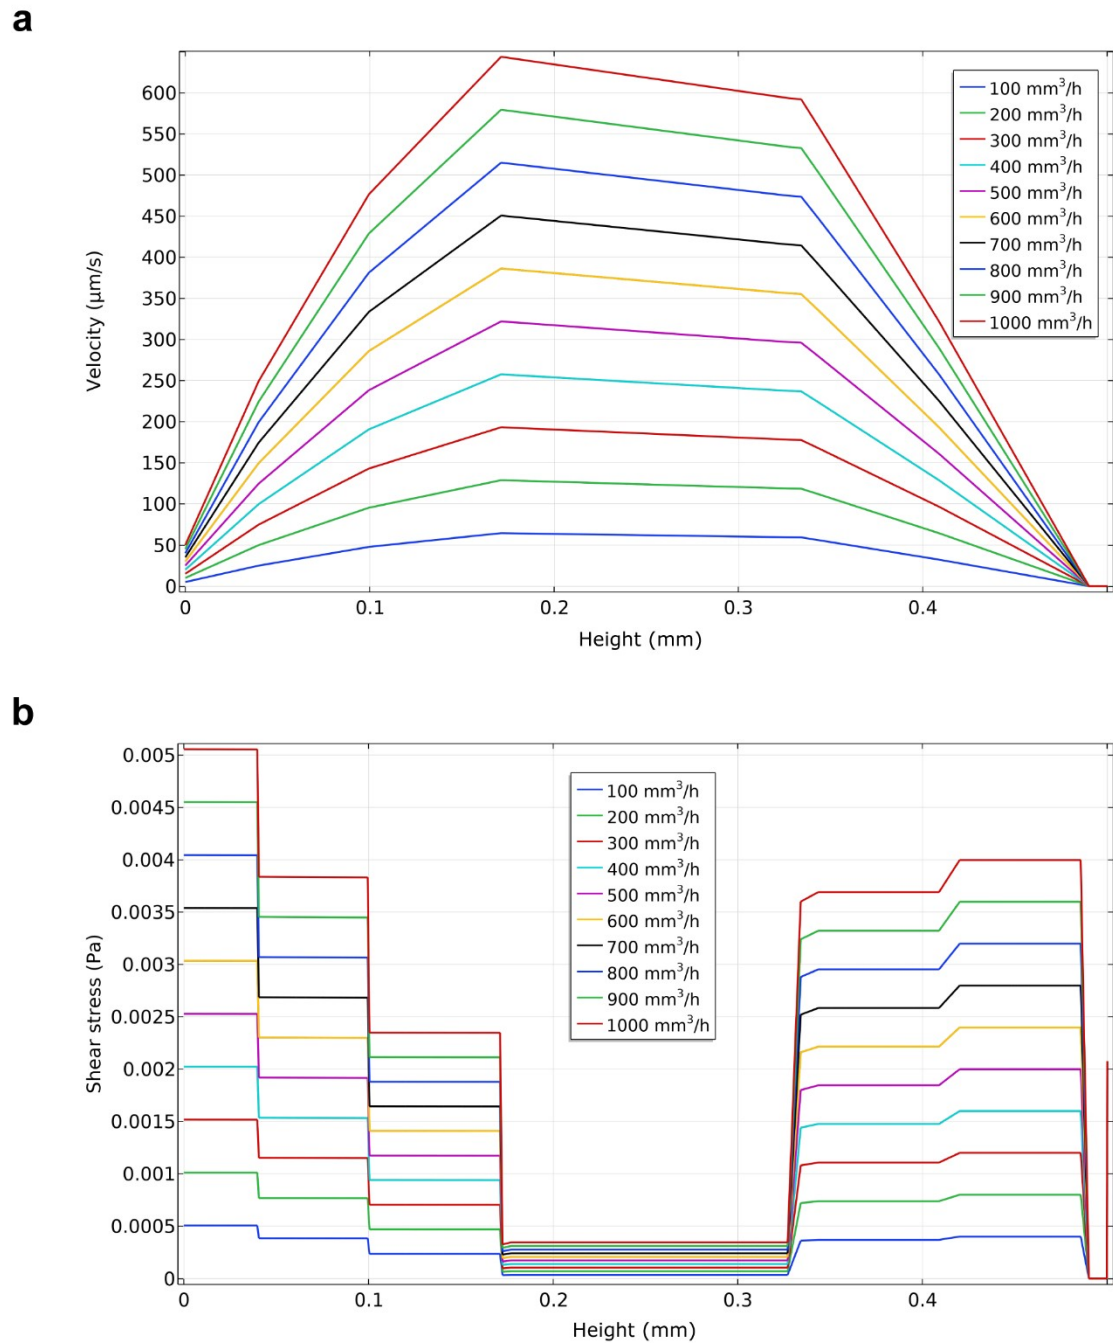 a
Velocity (µm/s)
600
550
500
450
400
350
300
250
200
150
100
50
0
100 mm³/h
200 mm³/h
300 mm³/h
400 mm³/h
500 mm³/h
600 mm³/h
700 mm³/h
800 mm³/h
900 mm³/h
1000 mm³/h
0 0.1 0.2 0.3 0.4
Height (mm)
b
Shear stress (Pa)
0.005
0.0045
0.004
0.0035
0.003
0.0025
0.002
0.0015
0.001
0.0005
0
100 mm³/h
200 mm³/h
300 mm³/h
400 mm³/h
500 mm³/h
600 mm³/h
700 mm³/h
800 mm³/h
900 mm³/h
1000 mm³/h
0 0.1 0.2 0.3 0.4
Height (mm)